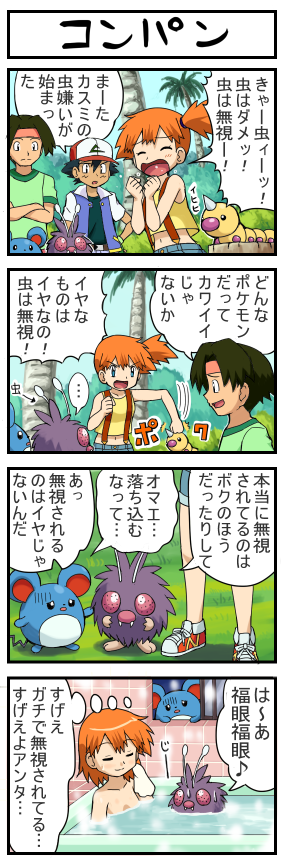 コンパン
きゃー虫ィーッ!
虫はダメッ!
虫は無視ー!
イヒヒ
まーた
カスミの
虫嫌いが
始まっ
た
どんな
ポケモン
だって
カワイイ
じゃ
ないか
ポク
イヤな
ものは
イヤなの!
虫は無視!
…
虫
本当に無視
されてるのは
ボクのほう
だったりして
オマエ…
落ち込む
なって…
あっ
無視される
のはイヤじゃ
ないんだ
は〜あ
福眼福眼♪
じー
すげえ
ガチで無視されてる…
すげえよアンタ…